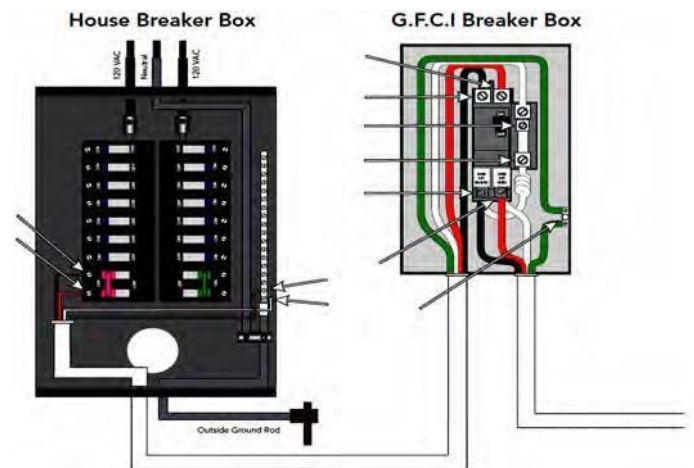 House Breaker Box
G.F.C.I Breaker Box
120 VAC
Neutral
120 VAC
Outside Ground Rod